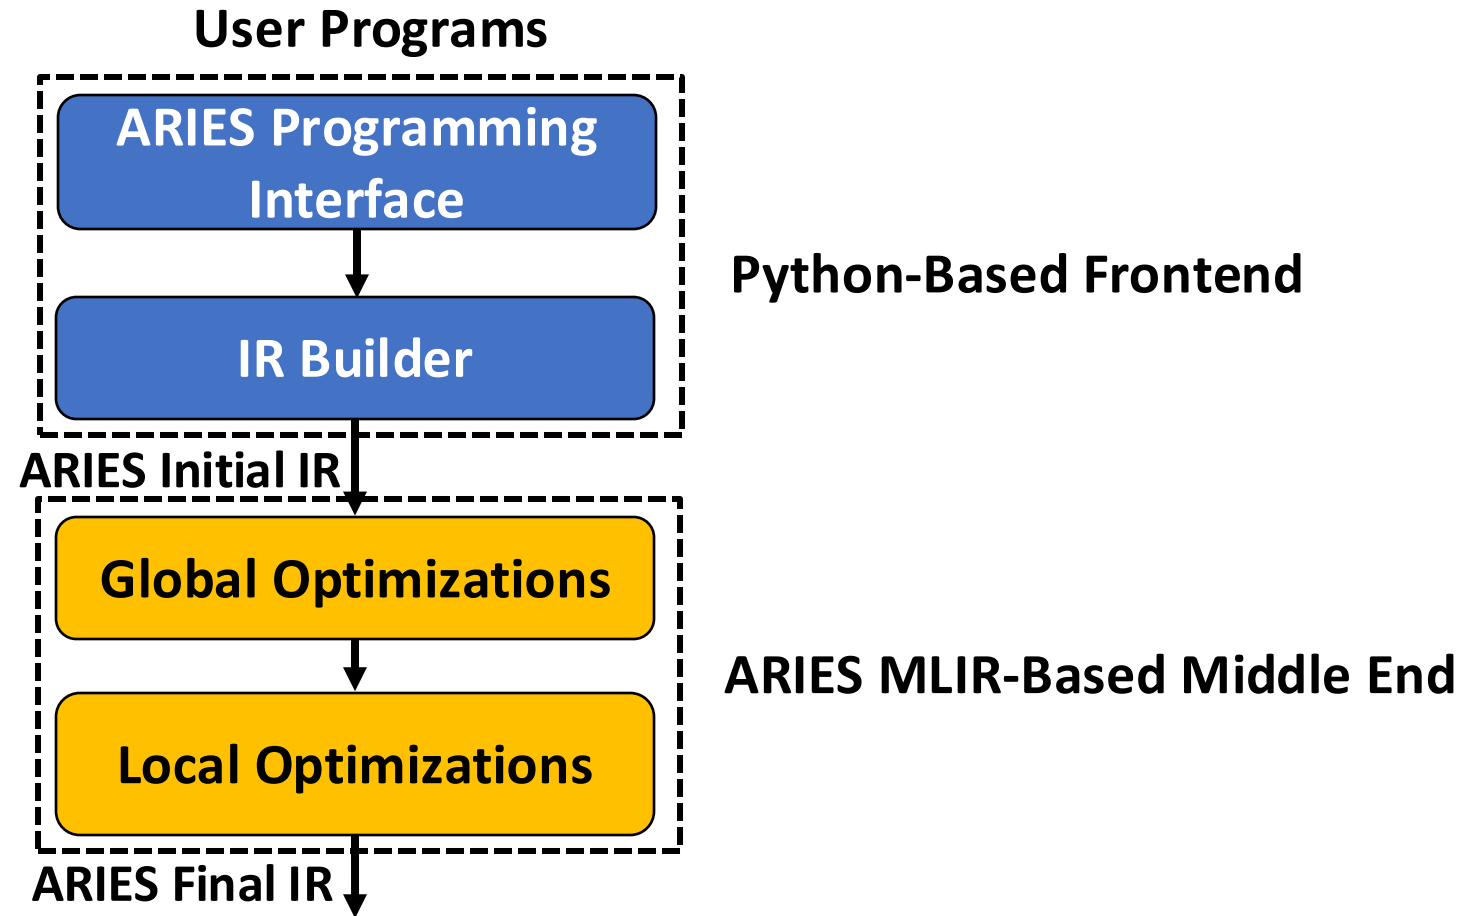 User Programs
ARIES Programming
Interface
Python-Based Frontend
IR Builder
ARIES Initial IR
Global Optimizations
ARIES MLIR-Based Middle End
Local Optimizations
ARIES Final IR